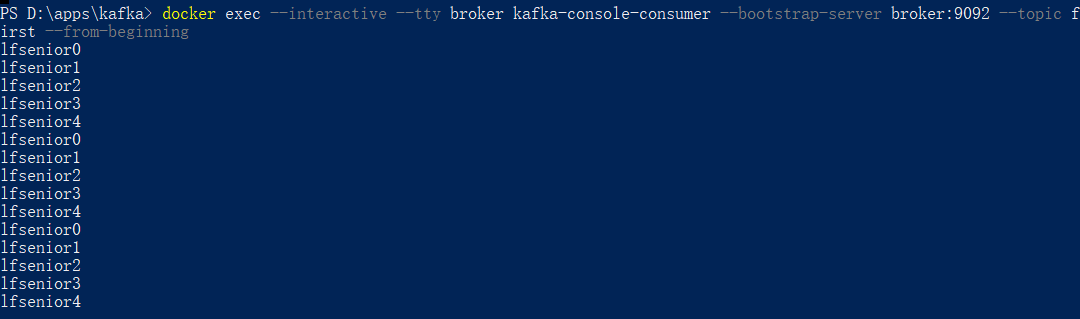 PS D:\apps\kafka> docker exec --interactive --tty broker kafka-console-consumer --bootstrap-server broker:9092 --topic f
irst --from-beginning
lfsenior0
lfsenior1
lfsenior2
lfsenior3
lfsenior4
lfsenior0
lfsenior1
lfsenior2
lfsenior3
lfsenior4
lfsenior0
lfsenior1
lfsenior2
lfsenior3
lfsenior4